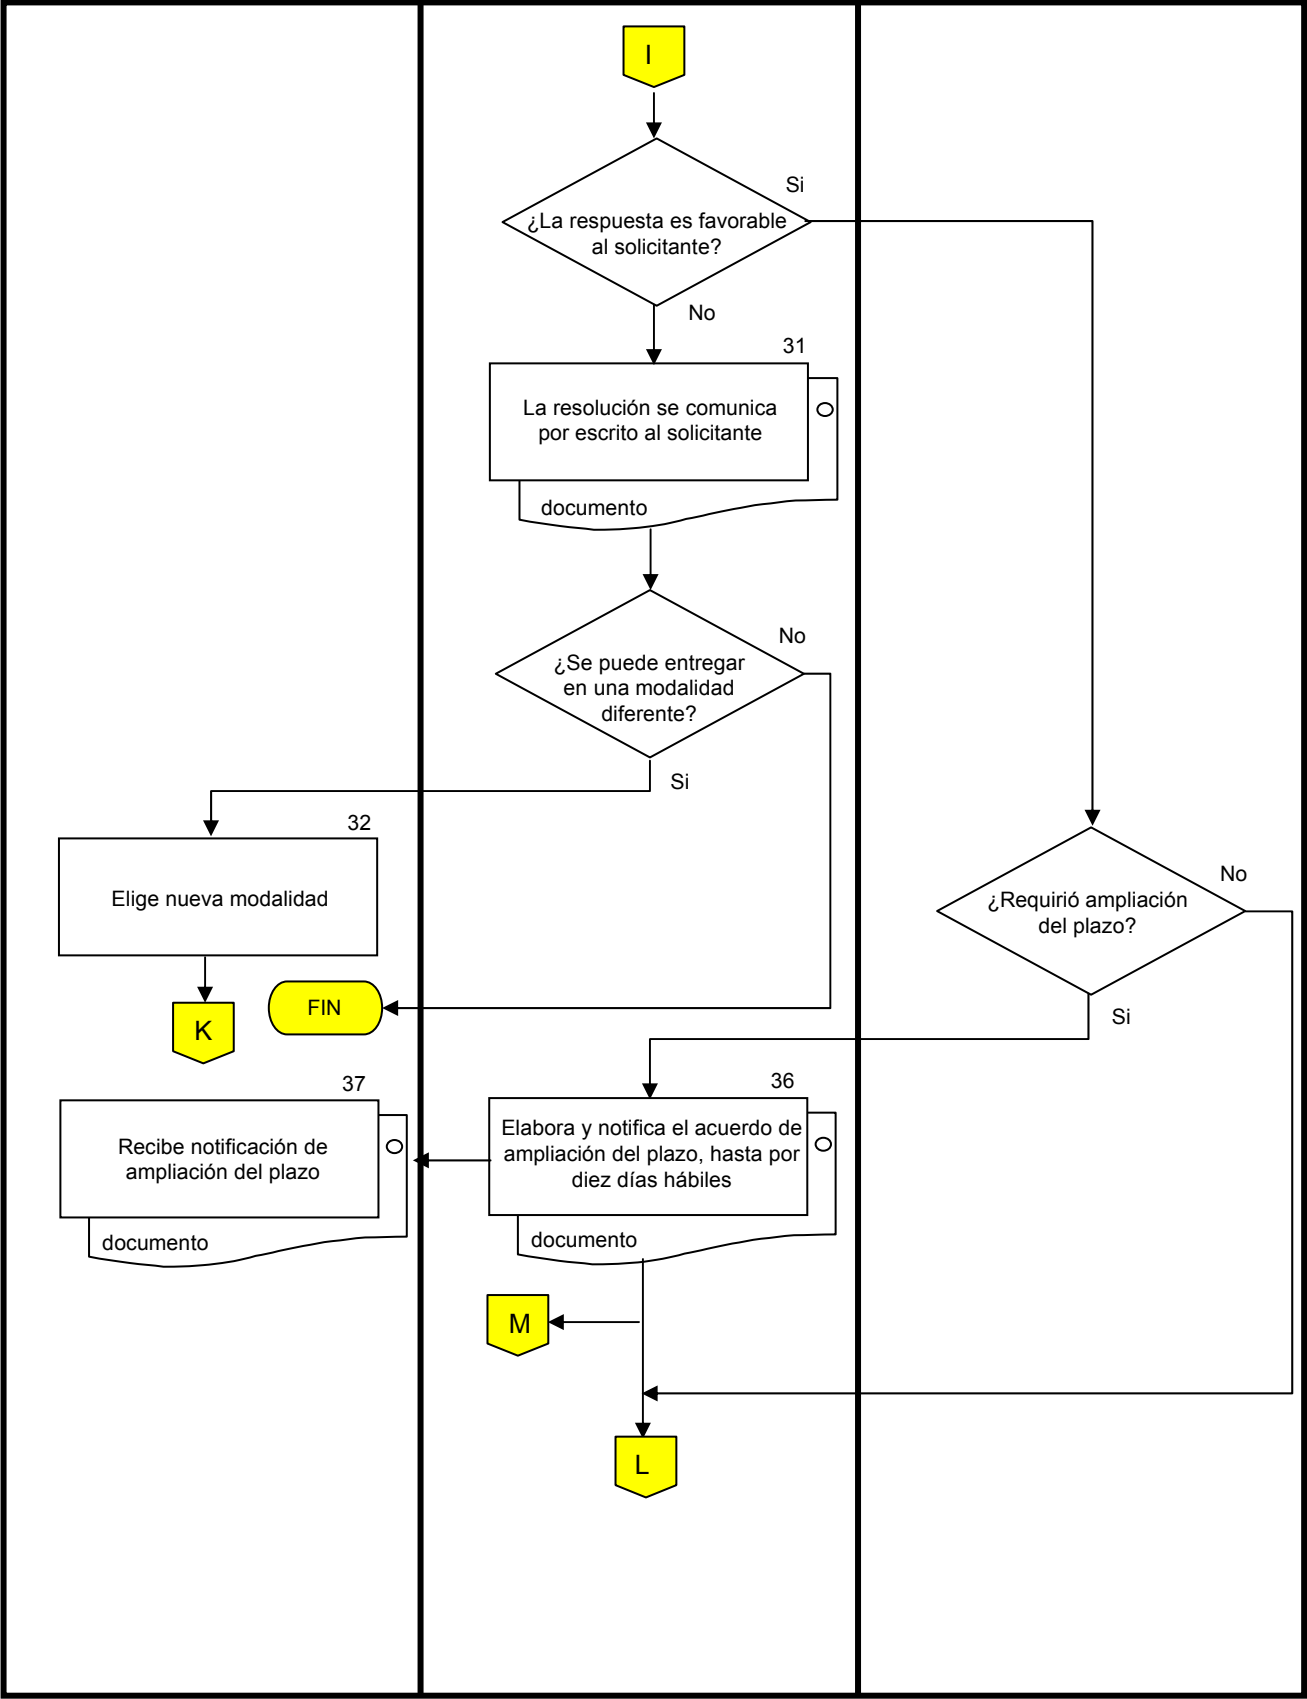 I
Si
¿La respuesta es favorable
al solicitante?
No
31
La resolución se comunica
por escrito al solicitante
O
documento
No
¿Se puede entregar
en una modalidad
diferente?
Si
32
Elige nueva modalidad
No
¿Requirió ampliación
del plazo?
K
FIN
Si
37
Recibe notificación de
ampliación del plazo
O
documento
36
Elabora y notifica el acuerdo de
ampliación del plazo, hasta por
diez días hábiles
O
documento
M
L